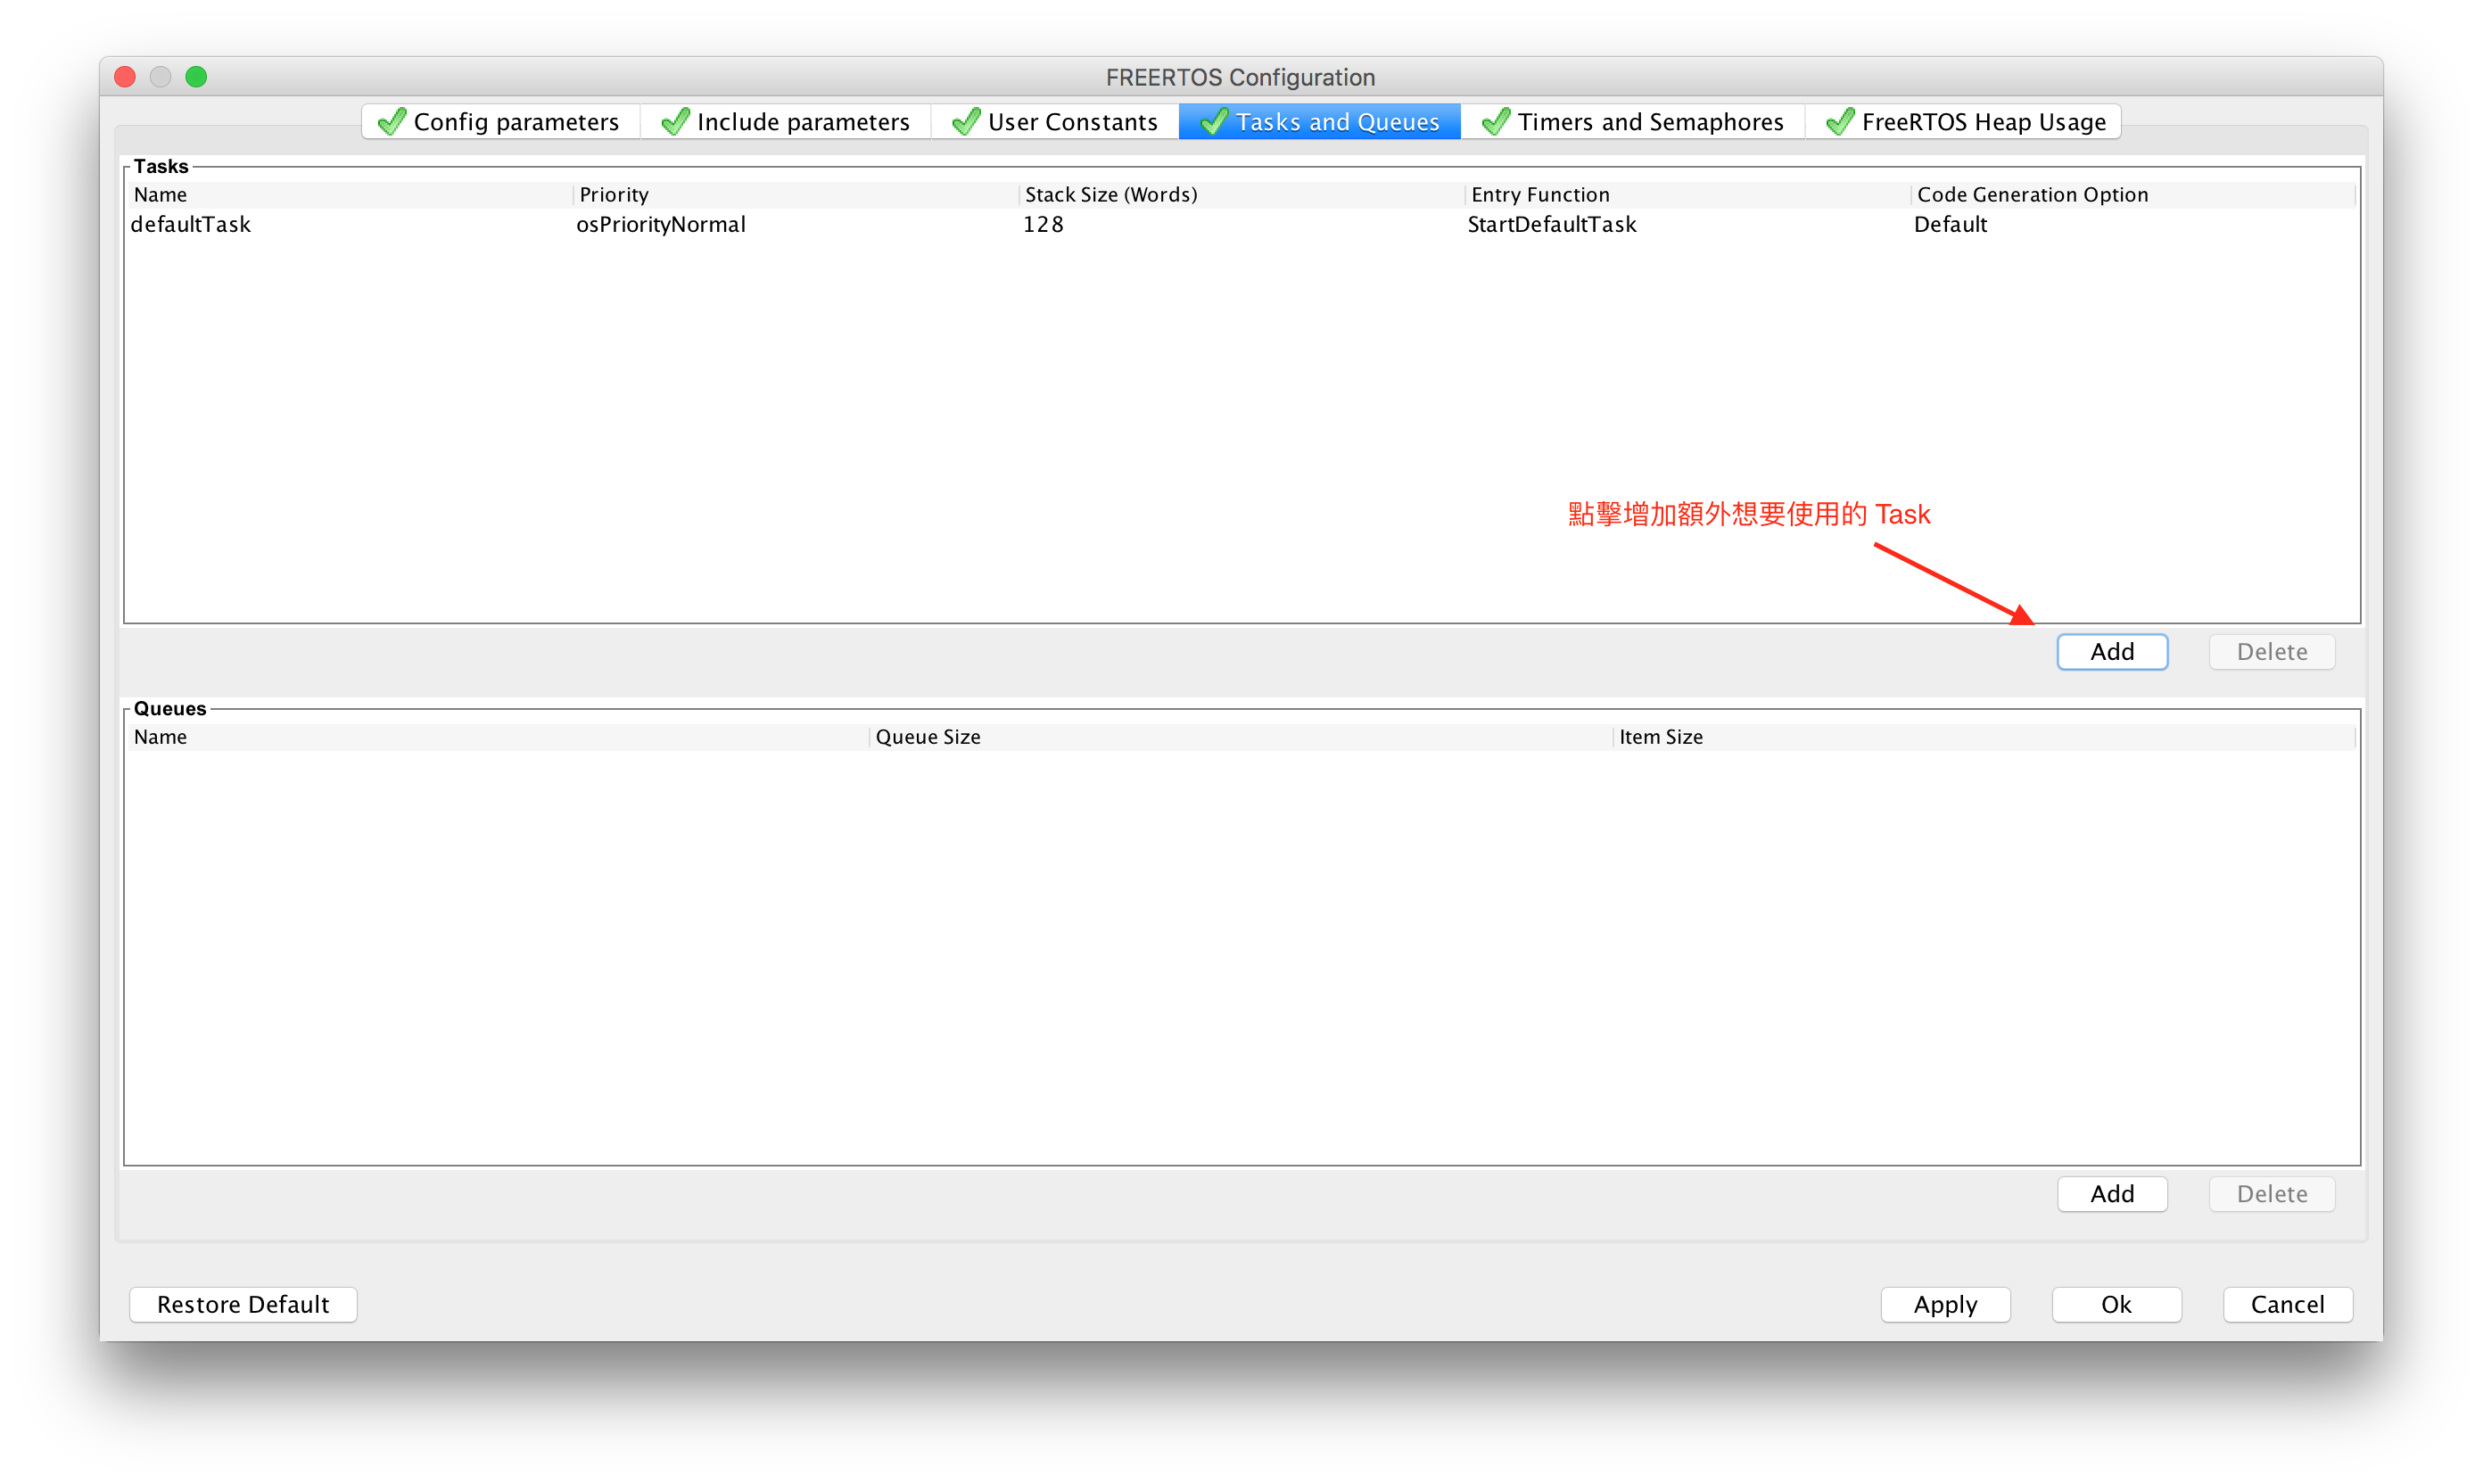 FREERTOS Configuration
Config parameters Include parameters User Constants Tasks and Queues Timers and Semaphores FreeRTOS Heap Usage
Tasks
Name Priority Stack Size (Words) Entry Function Code Generation Option
defaultTask osPriorityNormal 128 StartDefaultTask Default
點擊增加額外想要使用的 Task
Add Delete
Queues
Name Queue Size Item Size
Add Delete
Restore Default Apply Ok Cancel